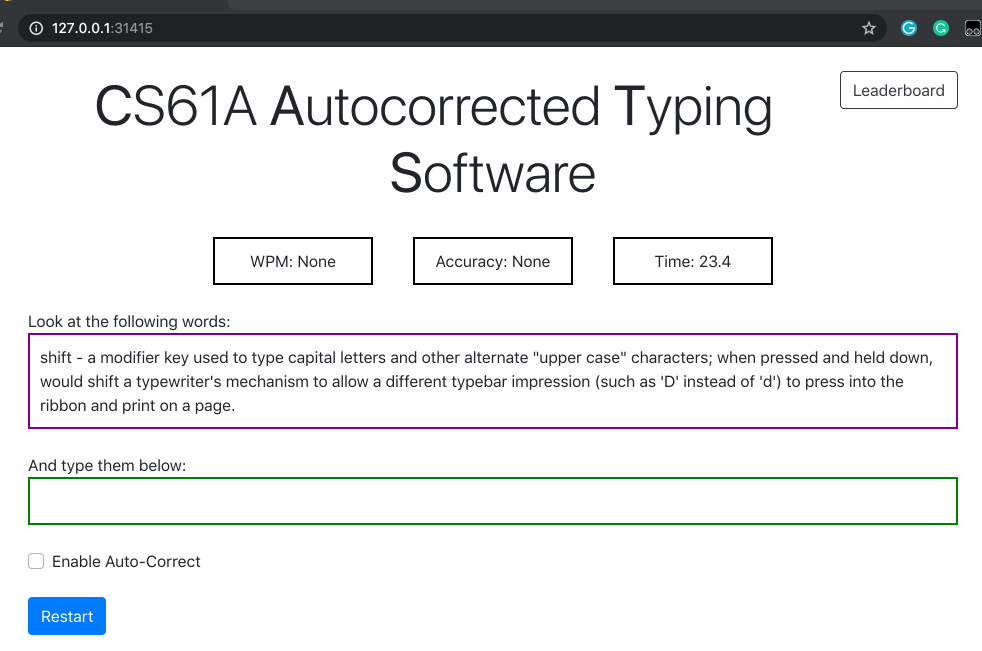 127.0.0.1:31415
Leaderboard
CS61A Autocorrected Typing
Software
WPM: None
Accuracy: None
Time: 23.4
Look at the following words:
shift - a modifier key used to type capital letters and other alternate "upper case" characters; when pressed and held down,
would shift a typewriter's mechanism to allow a different typebar impression (such as 'D' instead of 'd') to press into the
ribbon and print on a page.
And type them below:
Enable Auto-Correct
Restart